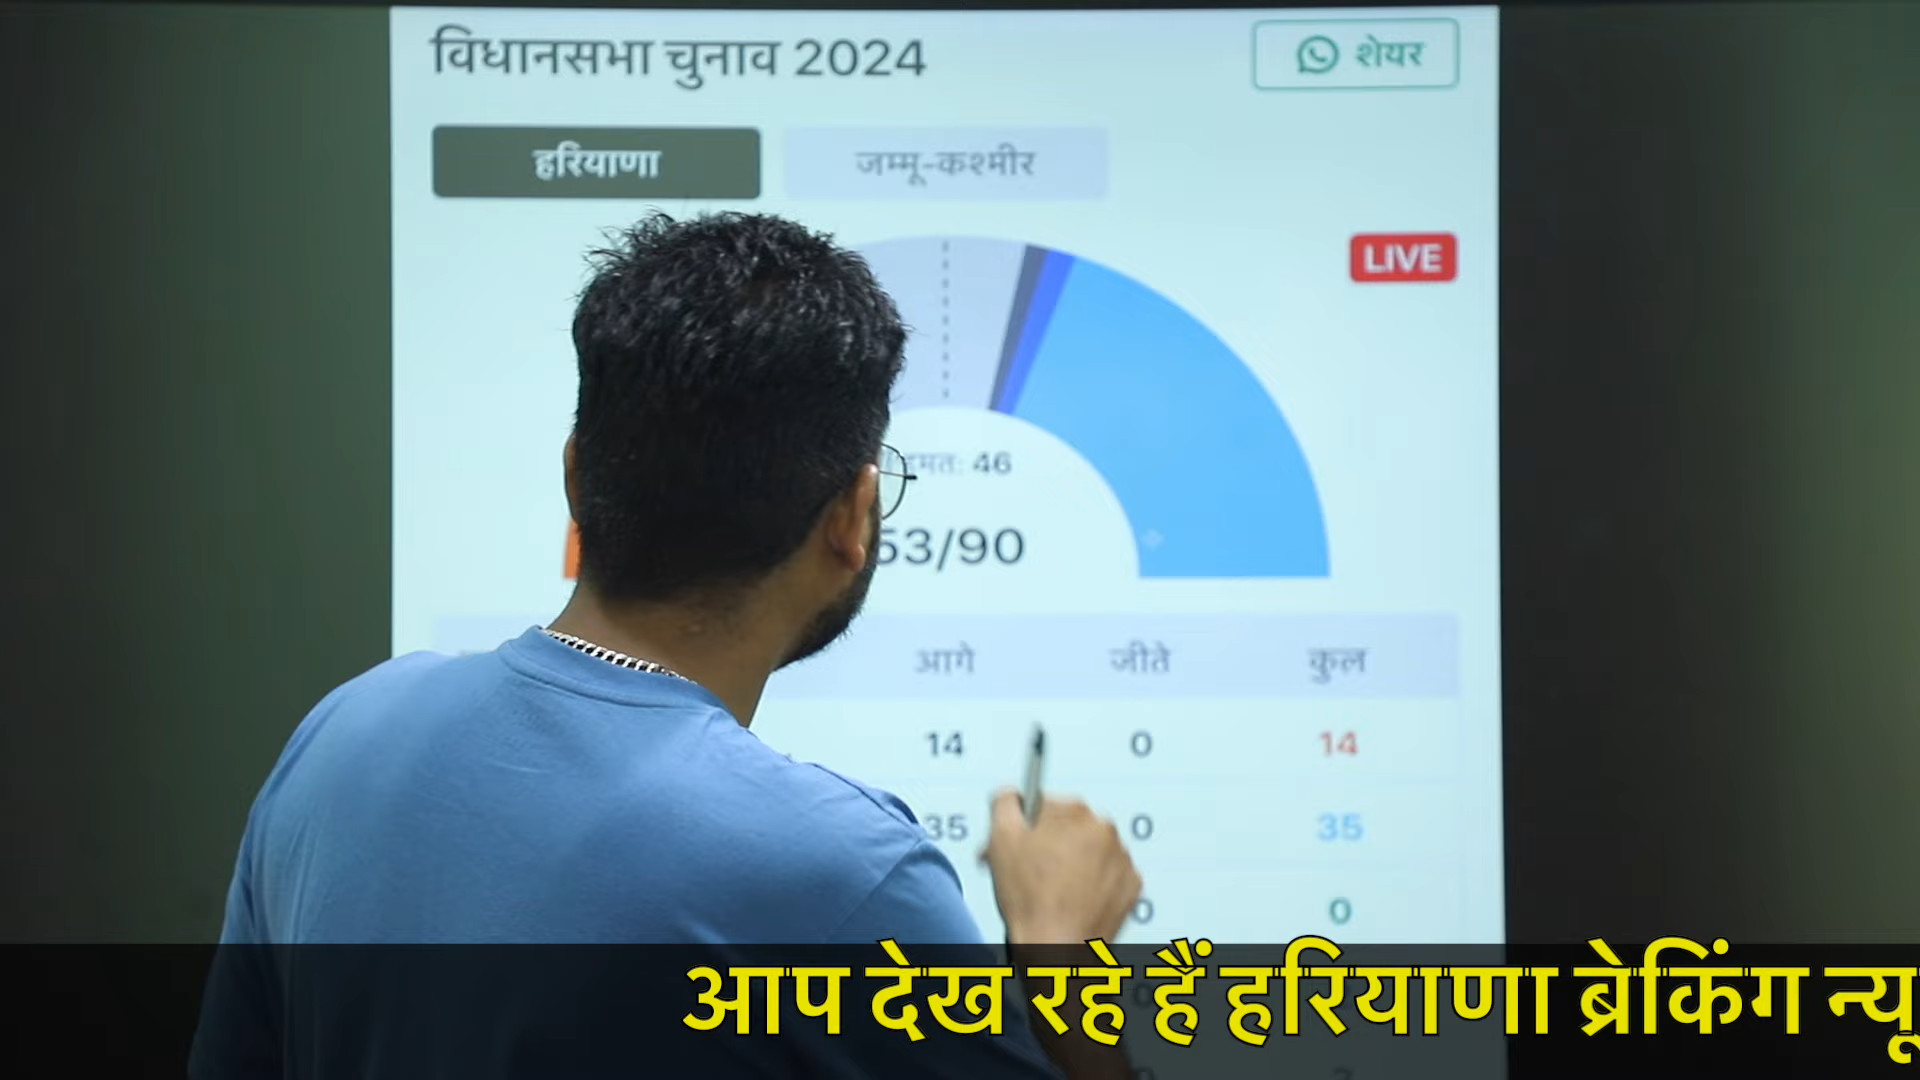 विधानसभा चुनाव 2024
शेयर
हरियाणा
जम्मू-कश्मीर
LIVE
46
53/90
आगे जीते कुल
14 0 14
35 0 35
0 0
आप देख रहे हैं हरियाणा ब्रेकिंग